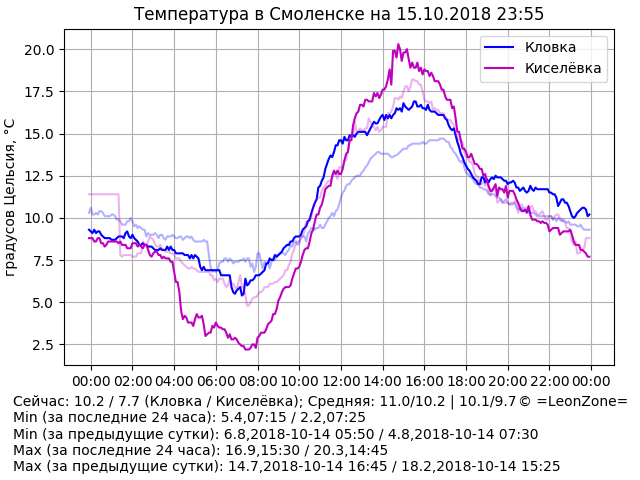 Температура в Смоленске на 15.10.2018 23:55
Кловка
Киселёвка
градусов Цельсия, °C
20.0
17.5
15.0
12.5
10.0
7.5
5.0
2.5
00:00 02:00 04:00 06:00 08:00 10:00 12:00 14:00 16:00 18:00 20:00 22:00 00:00
Сейчас: 10.2 / 7.7 (Кловка / Киселёвка); Средняя: 11.0/10.2 | 10.1/9.7 © =LeonZone=
Min (за последние 24 часа): 5.4,07:15 / 2.2,07:25
Min (за предыдущие сутки): 6.8,2018-10-14 05:50 / 4.8,2018-10-14 07:30
Max (за последние 24 часа): 16.9,15:30 / 20.3,14:45
Max (за предыдущие сутки): 14.7,2018-10-14 16:45 / 18.2,2018-10-14 15:25